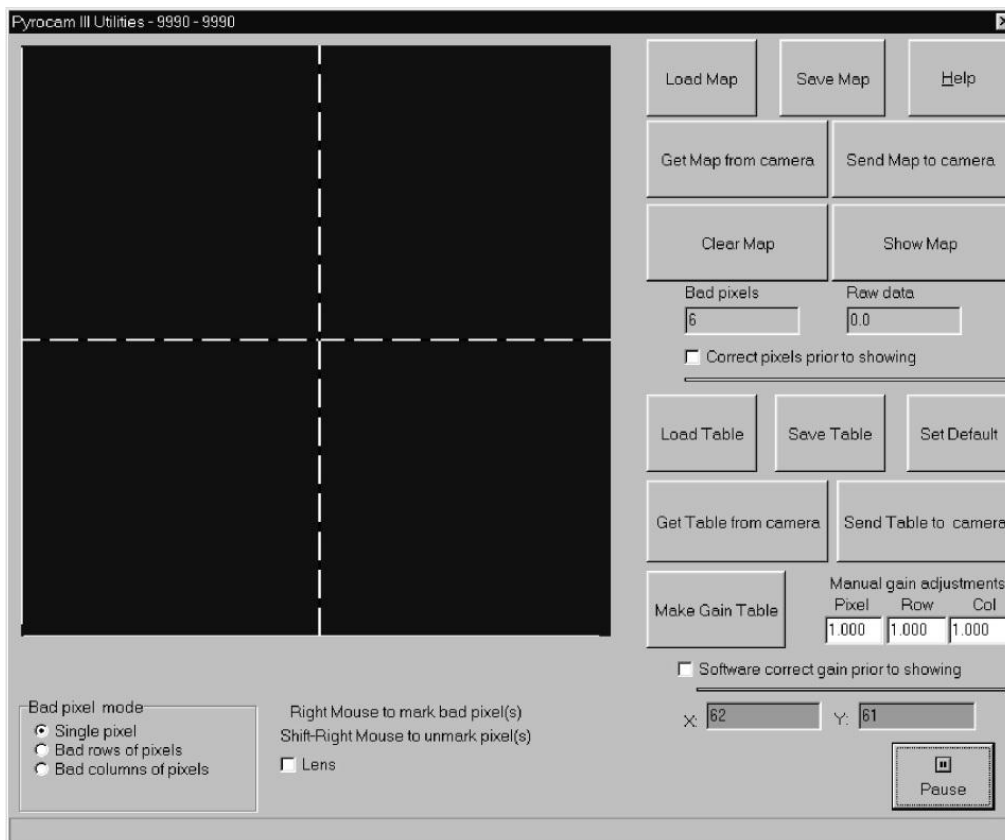 Pyrocam III Utilities - 9990 - 9990
Load Map
Save Map
Help
Get Map from camera
Send Map to camera
Clear Map
Show Map
Bad pixels
Raw data
6
0.0
Correct pixels prior to showing
Load Table
Save Table
Set Default
Get Table from camera
Send Table to camera
Make Gain Table
Manual gain adjustments
Pixel Row Col
1.000 1.000 1.000
Software correct gain prior to showing
X: 62 Y: 61
Bad pixel mode
Single pixel
Bad rows of pixels
Bad columns of pixels
Right Mouse to mark bad pixel(s)
Shift-Right Mouse to unmark pixel(s)
Lens
Pause